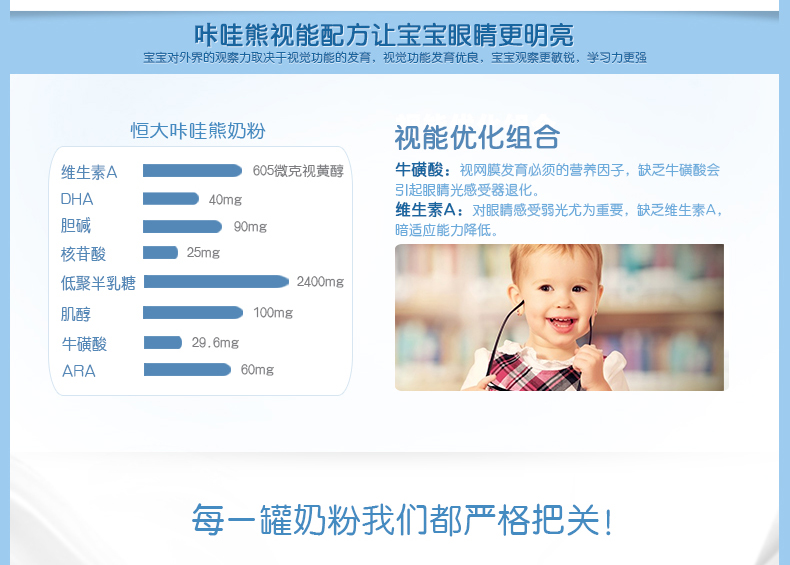 咔哇熊视能配方让宝宝眼睛更明亮
宝宝对外界的观察力取决于视觉功能的发育，视觉功能发育优良，宝宝观察更敏锐，学习力更强
恒大咔哇熊奶粉
维生素A 605微克视黄醇
DHA 40mg
胆碱 90mg
核苷酸 25mg
低聚半乳糖 2400mg
肌醇 100mg
牛磺酸 29.6mg
ARA 60mg
视能优化组合
牛磺酸：视网膜发育必须的营养因子，缺乏牛磺酸会
引起眼睛光感受器退化。
维生素A：对眼睛感受弱光尤为重要，缺乏维生素A，
暗适应能力降低。
每一罐奶粉我们都严格把关！